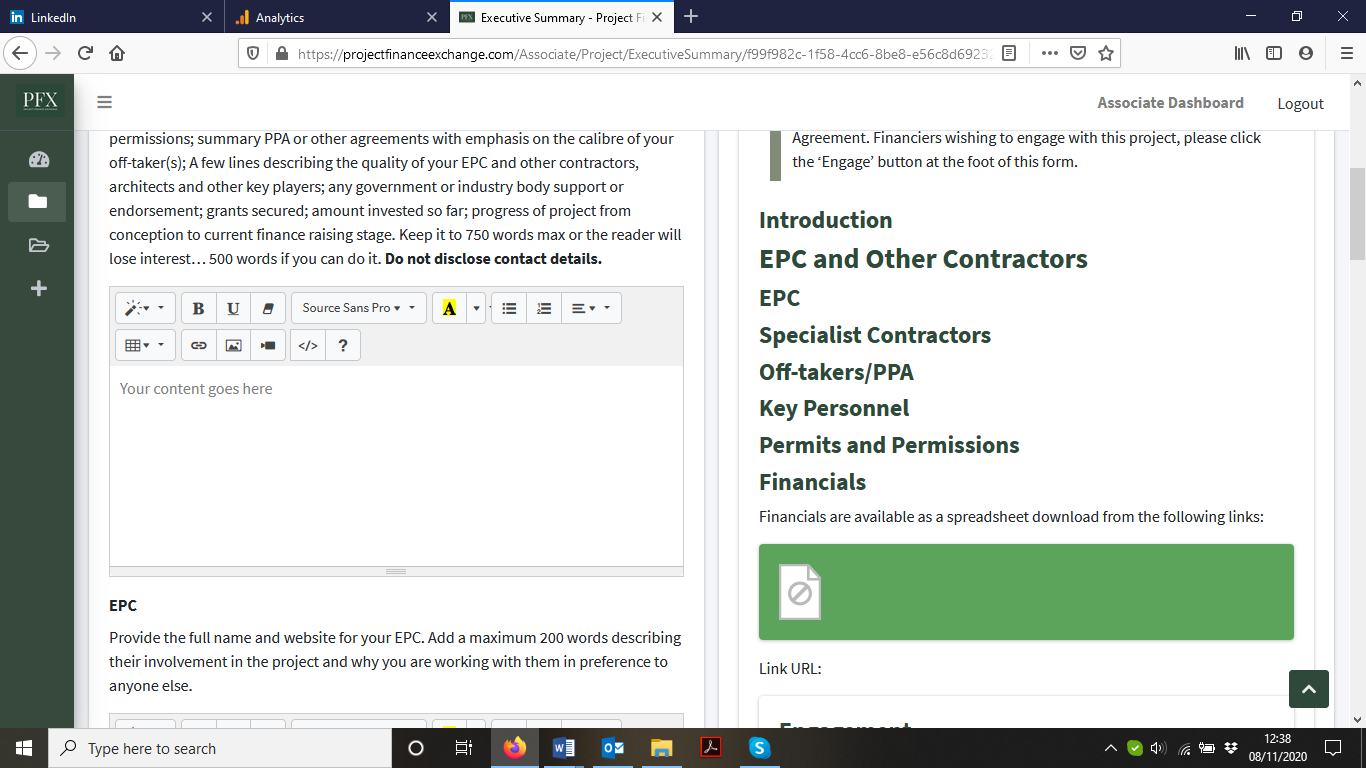 LinkedIn
Analytics
Executive Summary - Project Fi
https://projectfinanceexchange.com/Associate/Project/ExecutiveSummary/f99f982c-1f58-4cc6-8be8-e56c8d6923
PFX
Associate Dashboard
Logout
permissions; summary PPA or other agreements with emphasis on the calibre of your
off-taker(s); A few lines describing the quality of your EPC and other contractors,
architects and other key players; any government or industry body support or
endorsement; grants secured; amount invested so far; progress of project from
conception to current finance raising stage. Keep it to 750 words max or the reader will
lose interest… 500 words if you can do it. Do not disclose contact details.
B U Source Sans Pro A
</> ?
Your content goes here
EPC
Provide the full name and website for your EPC. Add a maximum 200 words describing
their involvement in the project and why you are working with them in preference to
anyone else.
Agreement. Financiers wishing to engage with this project, please click
the ‘Engage’ button at the foot of this form.
Introduction
EPC and Other Contractors
EPC
Specialist Contractors
Off-takers/PPA
Key Personnel
Permits and Permissions
Financials
Financials are available as a spreadsheet download from the following links:
Link URL:
Engagement
Type here to search
12:38
08/11/2020